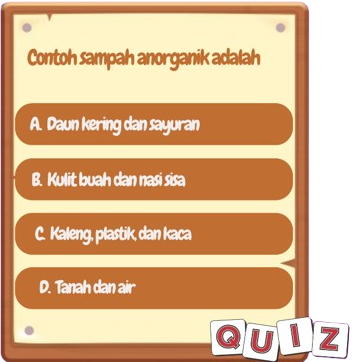 Contoh sampah anorganik adalah
A. Daun kering dan sayuran
B. Kulit buah dan nasi sisa
C. Kaleng, plastik, dan kaca
D. Tanah dan air
QUIZ